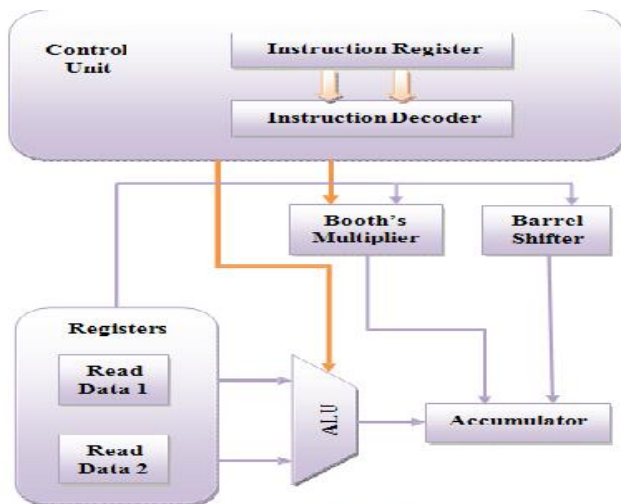 Control
Unit
Instruction Register
Instruction Decoder
Booth's
Multiplier
Barrel
Shifter
Registers
Read
Data 1
Read
Data 2
ALU
Accumulator